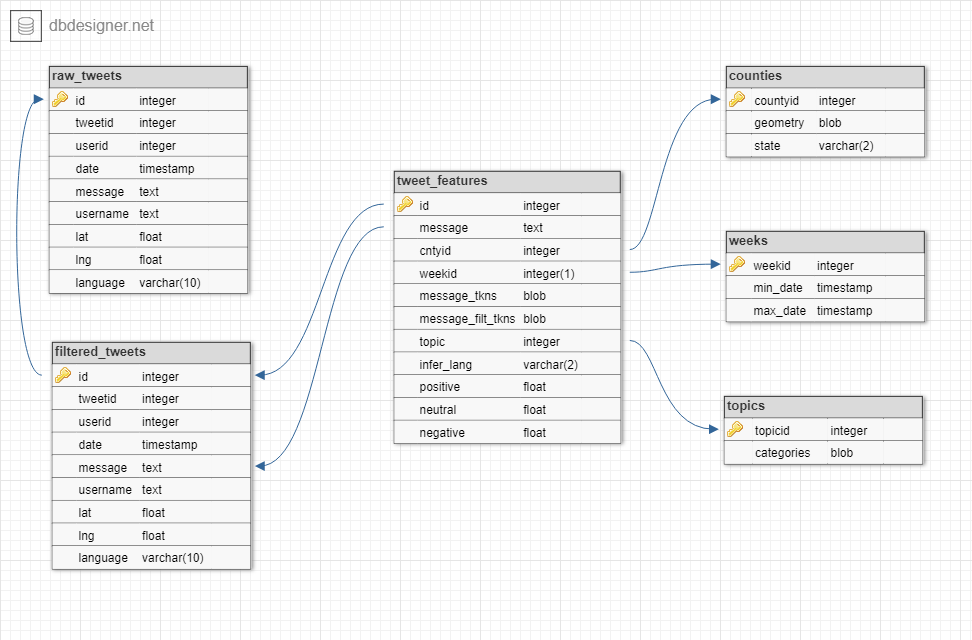 dbdesigner.net
raw_tweets
id integer
tweetid integer
userid integer
date timestamp
message text
username text
lat float
lng float
language varchar(10)
filtered_tweets
id integer
tweetid integer
userid integer
date timestamp
message text
username text
lat float
lng float
language varchar(10)
tweet_features
id integer
message text
cntyid integer
weekid integer(1)
message_tkns blob
message_filt_tkns blob
topic integer
infer_lang varchar(2)
positive float
neutral float
negative float
counties
countyid integer
geometry blob
state varchar(2)
weeks
weekid integer
min_date timestamp
max_date timestamp
topics
topicid integer
categories blob